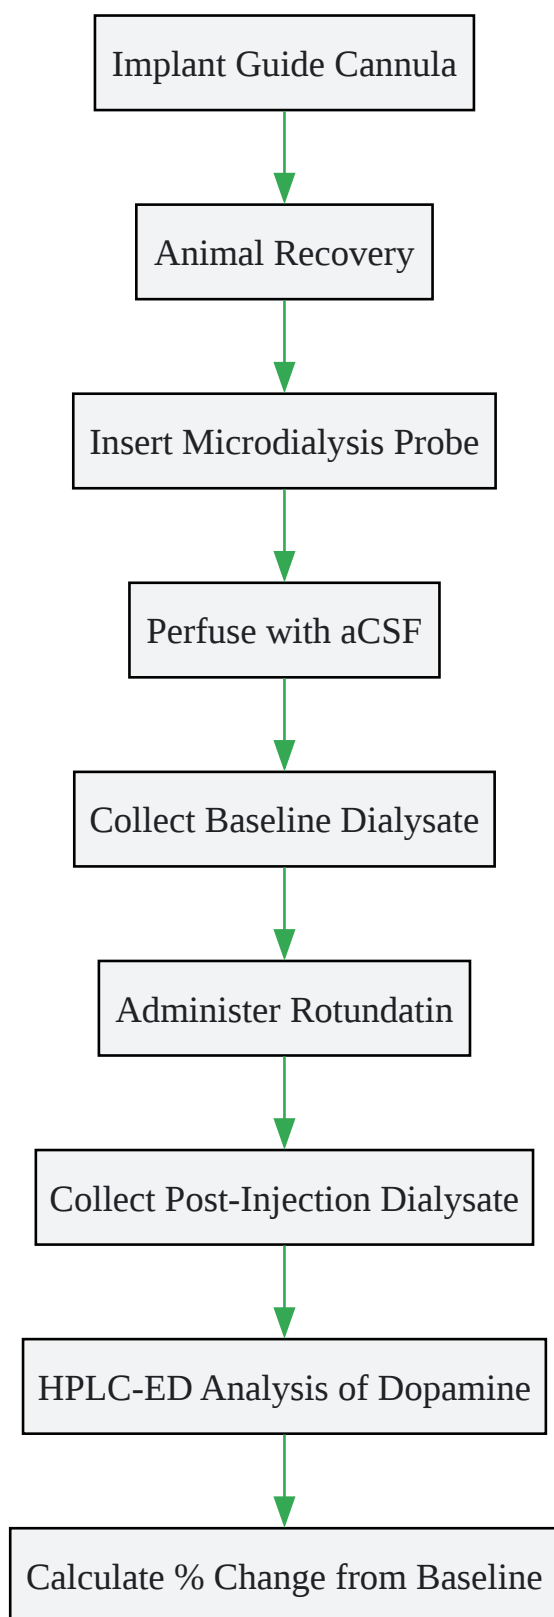 Implant Guide Cannula
Animal Recovery
Insert Microdialysis Probe
Perfuse with aCSF
Collect Baseline Dialysate
Administer Rotundatin
Collect Post-Injection Dialysate
HPLC-ED Analysis of Dopamine
Calculate % Change from Baseline